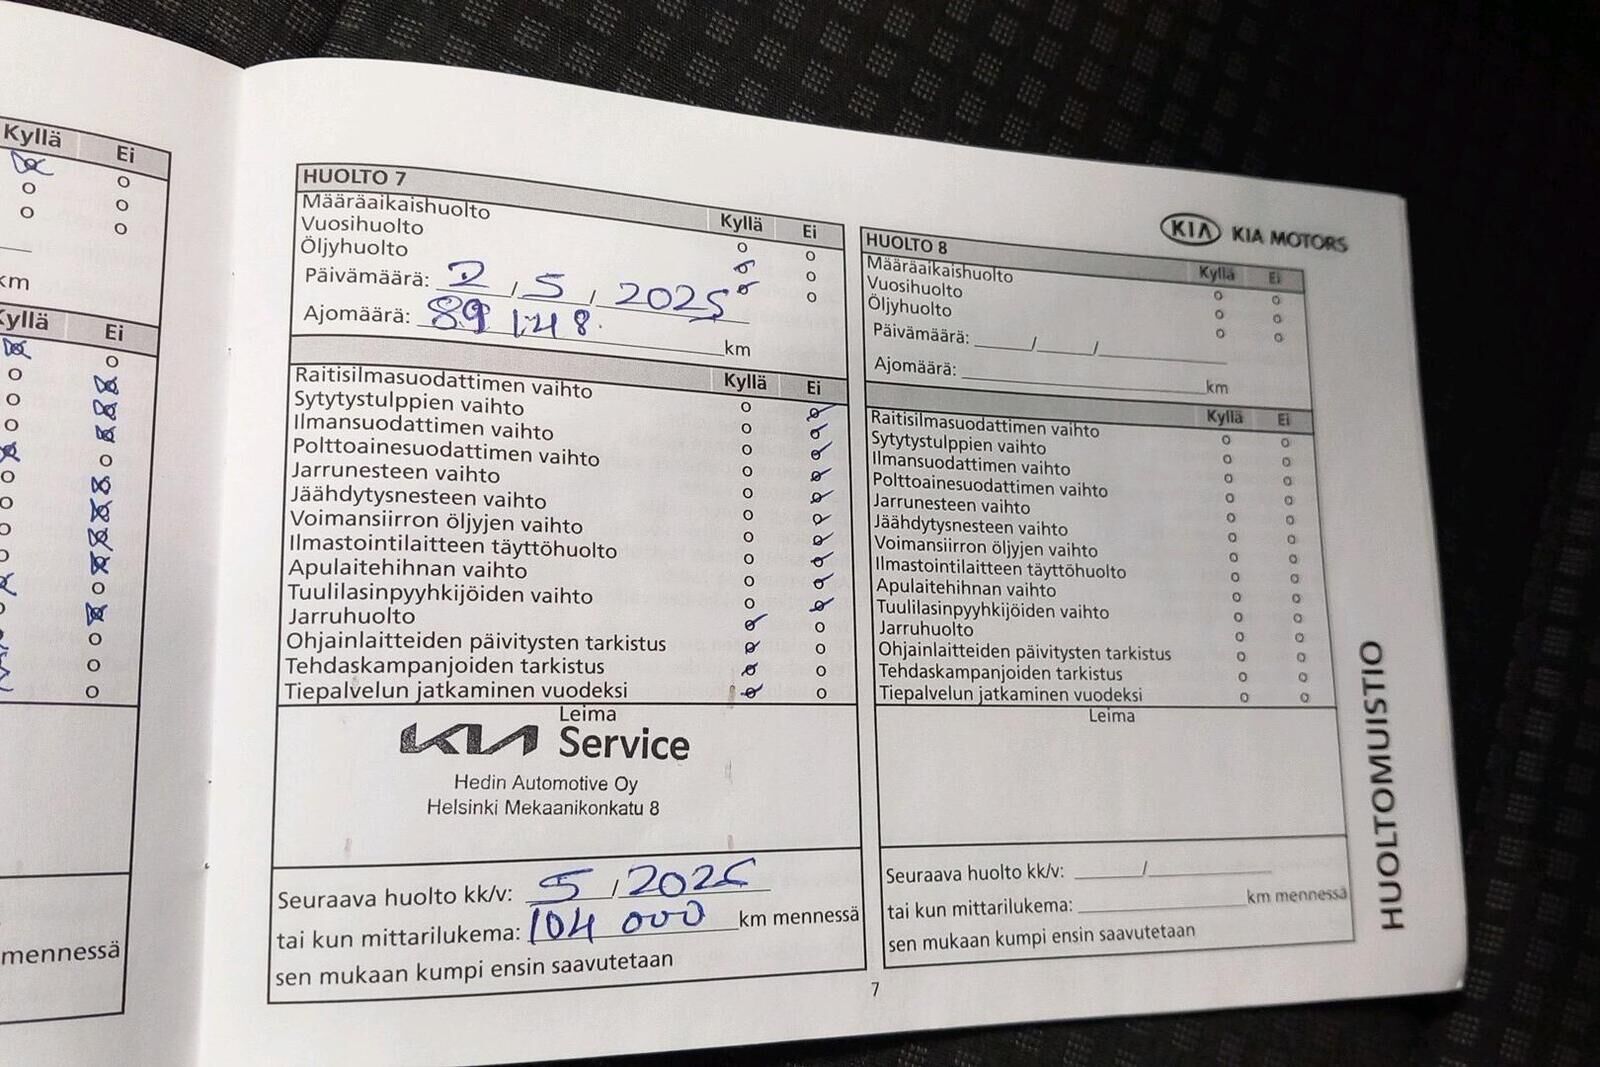 Kyllä Ei
km
Kyllä Ei
mennessä
HUOLTO 7
Kyllä Ei
Määräaikaishuolto
Vuosihuolto
Öljyhuolto
Päivämäärä: 2 / 5 / 2025
Ajomäärä: 89 148 km
Kyllä Ei
Raitisilmasuodattimen vaihto
Sytytystulppien vaihto
Ilmansuodattimen vaihto
Polttoainesuodattimen vaihto
Jarrunesteen vaihto
Jäähdytysnesteen vaihto
Voimansiirron öljyjen vaihto
Ilmastointilaitteen täyttöhuolto
Apulaitehihnan vaihto
Tuulilasinpyyhkijöiden vaihto
Jarruhuolto
Ohjainlaitteiden päivitysten tarkistus
Tehdaskampanjoiden tarkistus
Tiepalvelun jatkaminen vuodeksi
Leima
KIA Service
Hedin Automotive Oy
Helsinki Mekaanikonkatu 8
Seuraava huolto kk/v: 5 / 2026
tai kun mittarilukema: 104 000 km mennessä
sen mukaan kumpi ensin saavutetaan
KIA KIA MOTORS
HUOLTO 8
Kyllä Ei
Määräaikaishuolto
Vuosihuolto
Öljyhuolto
Päivämäärä: / /
Ajomäärä: km
Kyllä Ei
Raitisilmasuodattimen vaihto
Sytytystulppien vaihto
Ilmansuodattimen vaihto
Polttoainesuodattimen vaihto
Jarrunesteen vaihto
Jäähdytysnesteen vaihto
Voimansiirron öljyjen vaihto
Ilmastointilaitteen täyttöhuolto
Apulaitehihnan vaihto
Tuulilasinpyyhkijöiden vaihto
Jarruhuolto
Ohjainlaitteiden päivitysten tarkistus
Tehdaskampanjoiden tarkistus
Tiepalvelun jatkaminen vuodeksi
Leima
Seuraava huolto kk/v: /
tai kun mittarilukema: km mennessä
sen mukaan kumpi ensin saavutetaan
HUOLTOMUISTIO
7